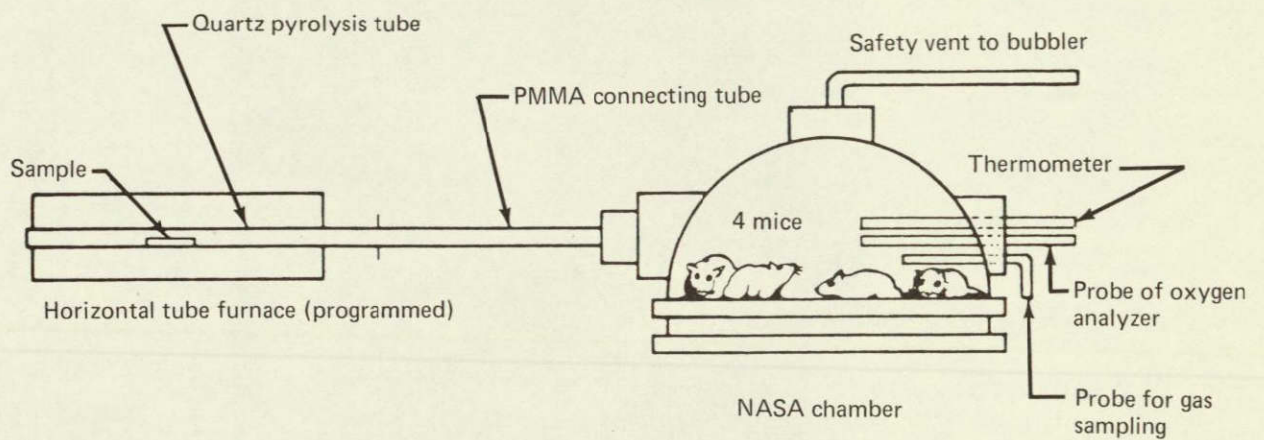 Quartz pyrolysis tube
Safety vent to bubbler
PMMA connecting tube
Sample
Thermometer
4 mice
Horizontal tube furnace (programmed)
Probe of oxygen
analyzer
NASA chamber
Probe for gas
sampling